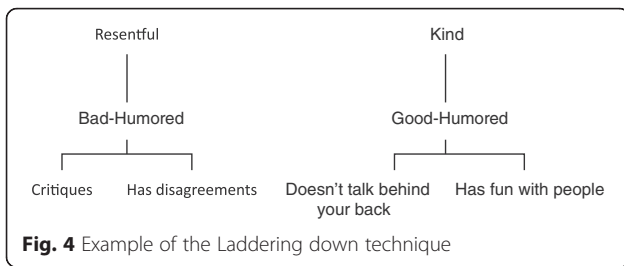 Resentful
Kind
Bad-Humored
Good-Humored
Critiques
Has disagreements
Doesn't talk behind
your back
Has fun with people
Fig. 4 Example of the Laddering down technique